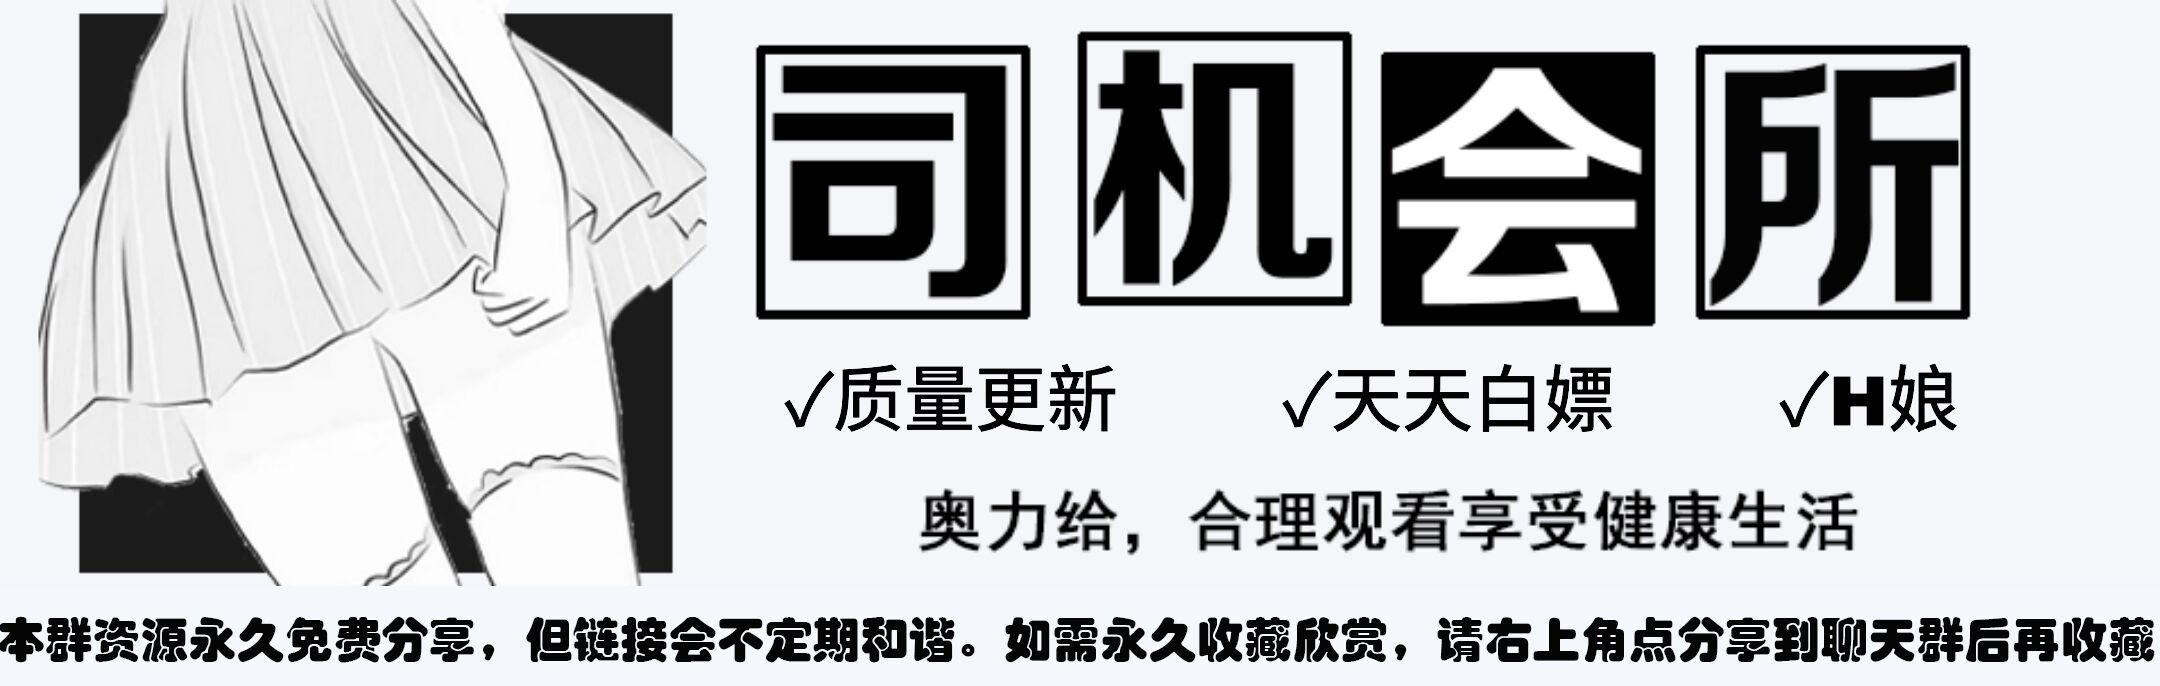 司机会所
✓质量更新 ✓天天白嫖 ✓H娘
奥力给，合理观看享受健康生活
本群资源永久免费分享，但链接会不定期和谐。如需永久收藏欣赏，请右上角点分享到聊天群后再收藏